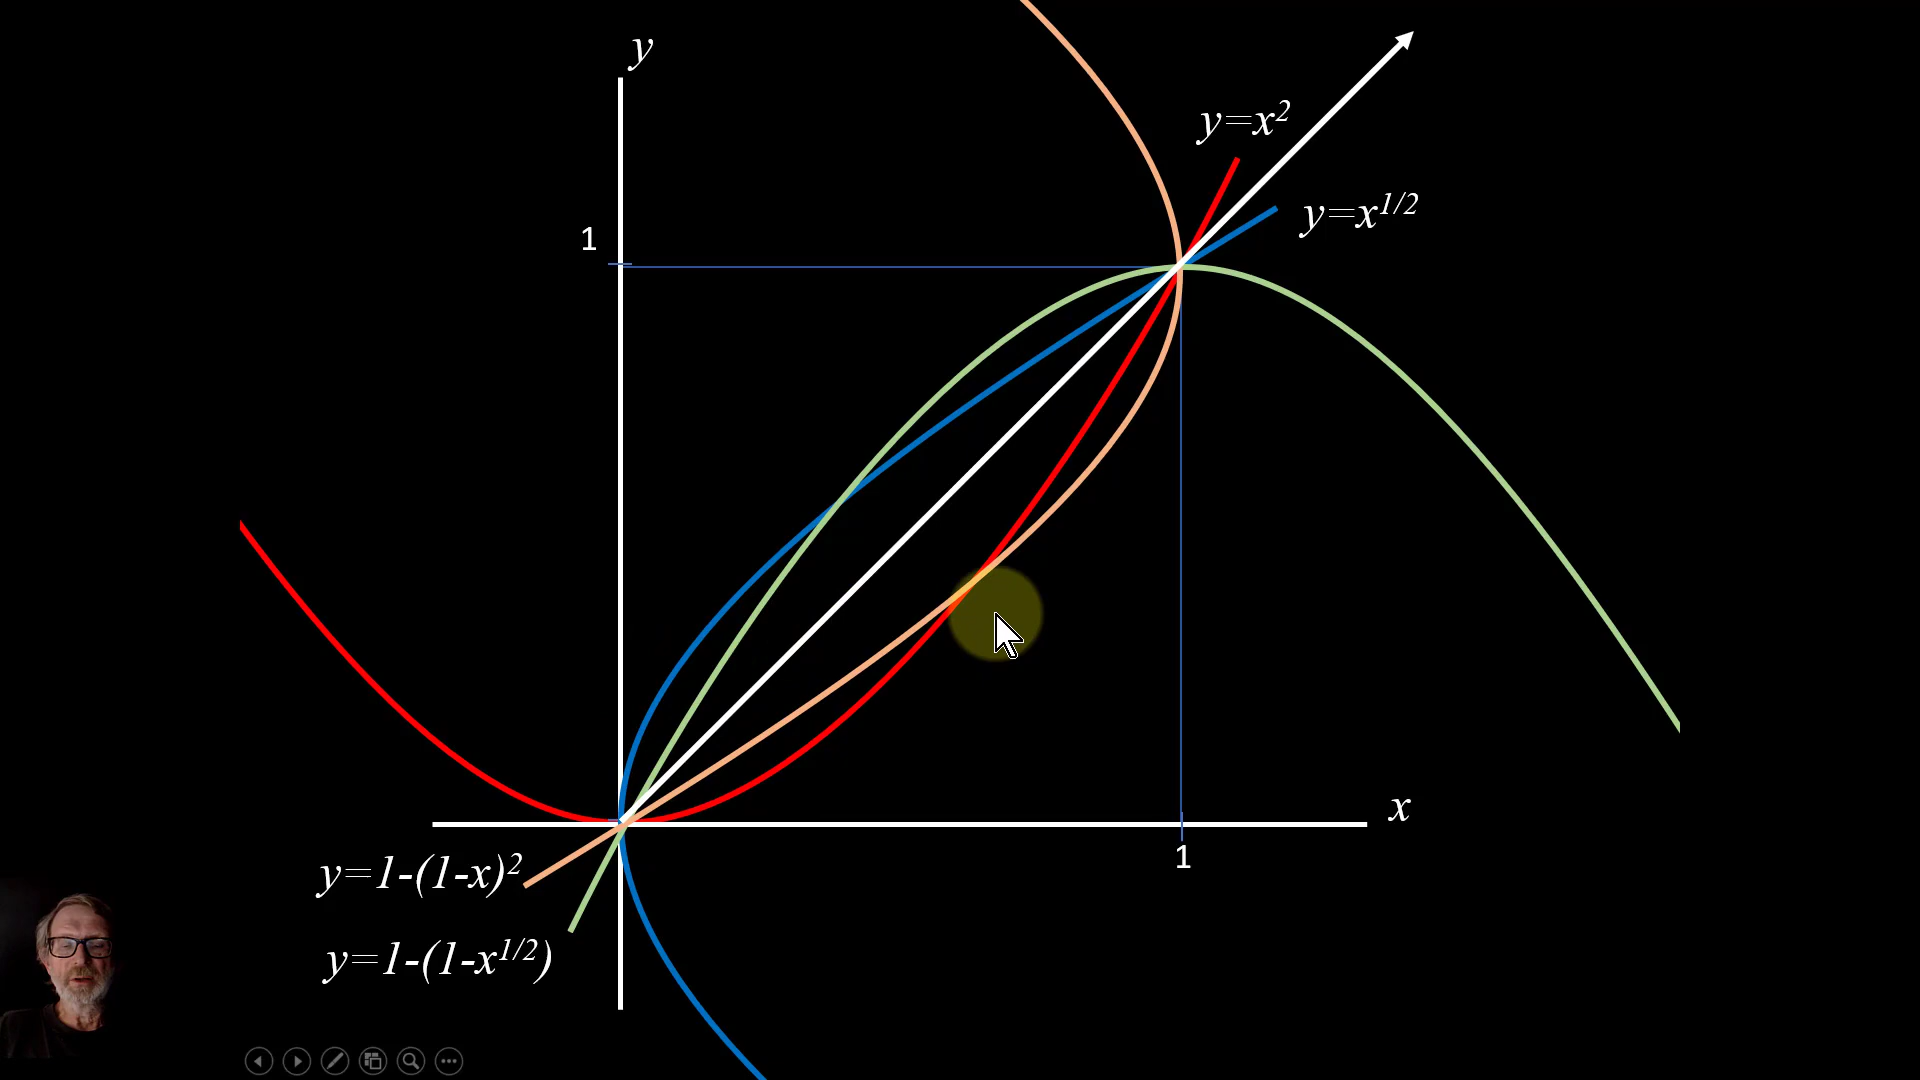 y
y=x²
y=x^{1/2}
1
x
1
y=1-(1-x)²
y=1-(1-x^{1/2})